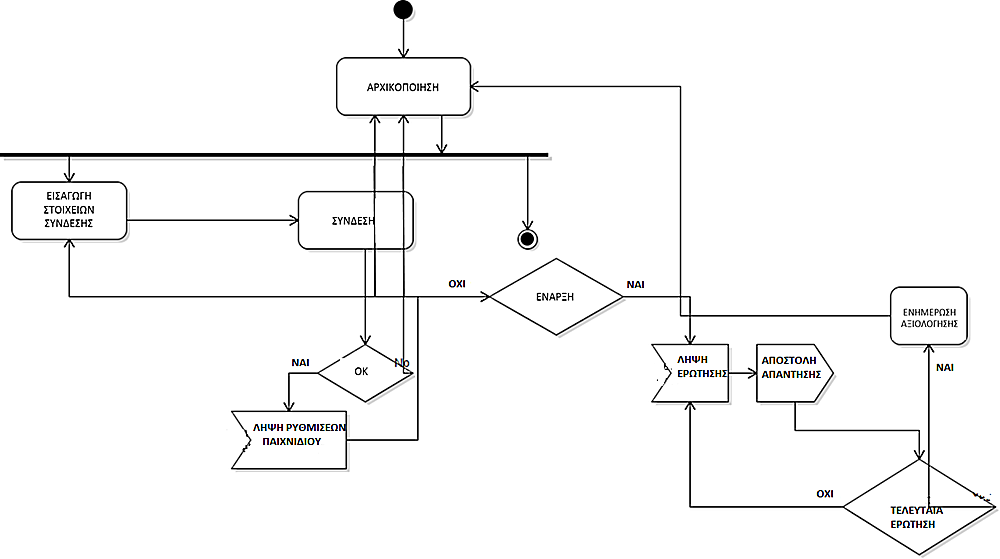 ΑΡΧΙΚΟΠΟΙΗΣΗ
ΕΙΣΑΓΩΓΗ
ΣΤΟΙΧΕΙΩΝ
ΣΥΝΔΕΣΗΣ
ΣΥΝΔΕΣΗ
ΟΧΙ
ΕΝΑΡΞΗ
ΝΑΙ
ΕΝΗΜΕΡΩΣΗ
ΑΞΙΟΛΟΓΗΣΗΣ
ΝΑΙ
OK
No
ΛΗΨΗ
ΕΡΩΤΗΣΗΣ
ΑΠΟΣΤΟΛΗ
ΑΠΑΝΤΗΣΗΣ
ΝΑΙ
ΛΗΨΗ ΡΥΘΜΙΣΕΩΝ
ΠΑΙΧΝΙΔΙΟΥ
ΟΧΙ
ΤΕΛΕΥΤΑΙΑ
ΕΡΩΤΗΣΗ